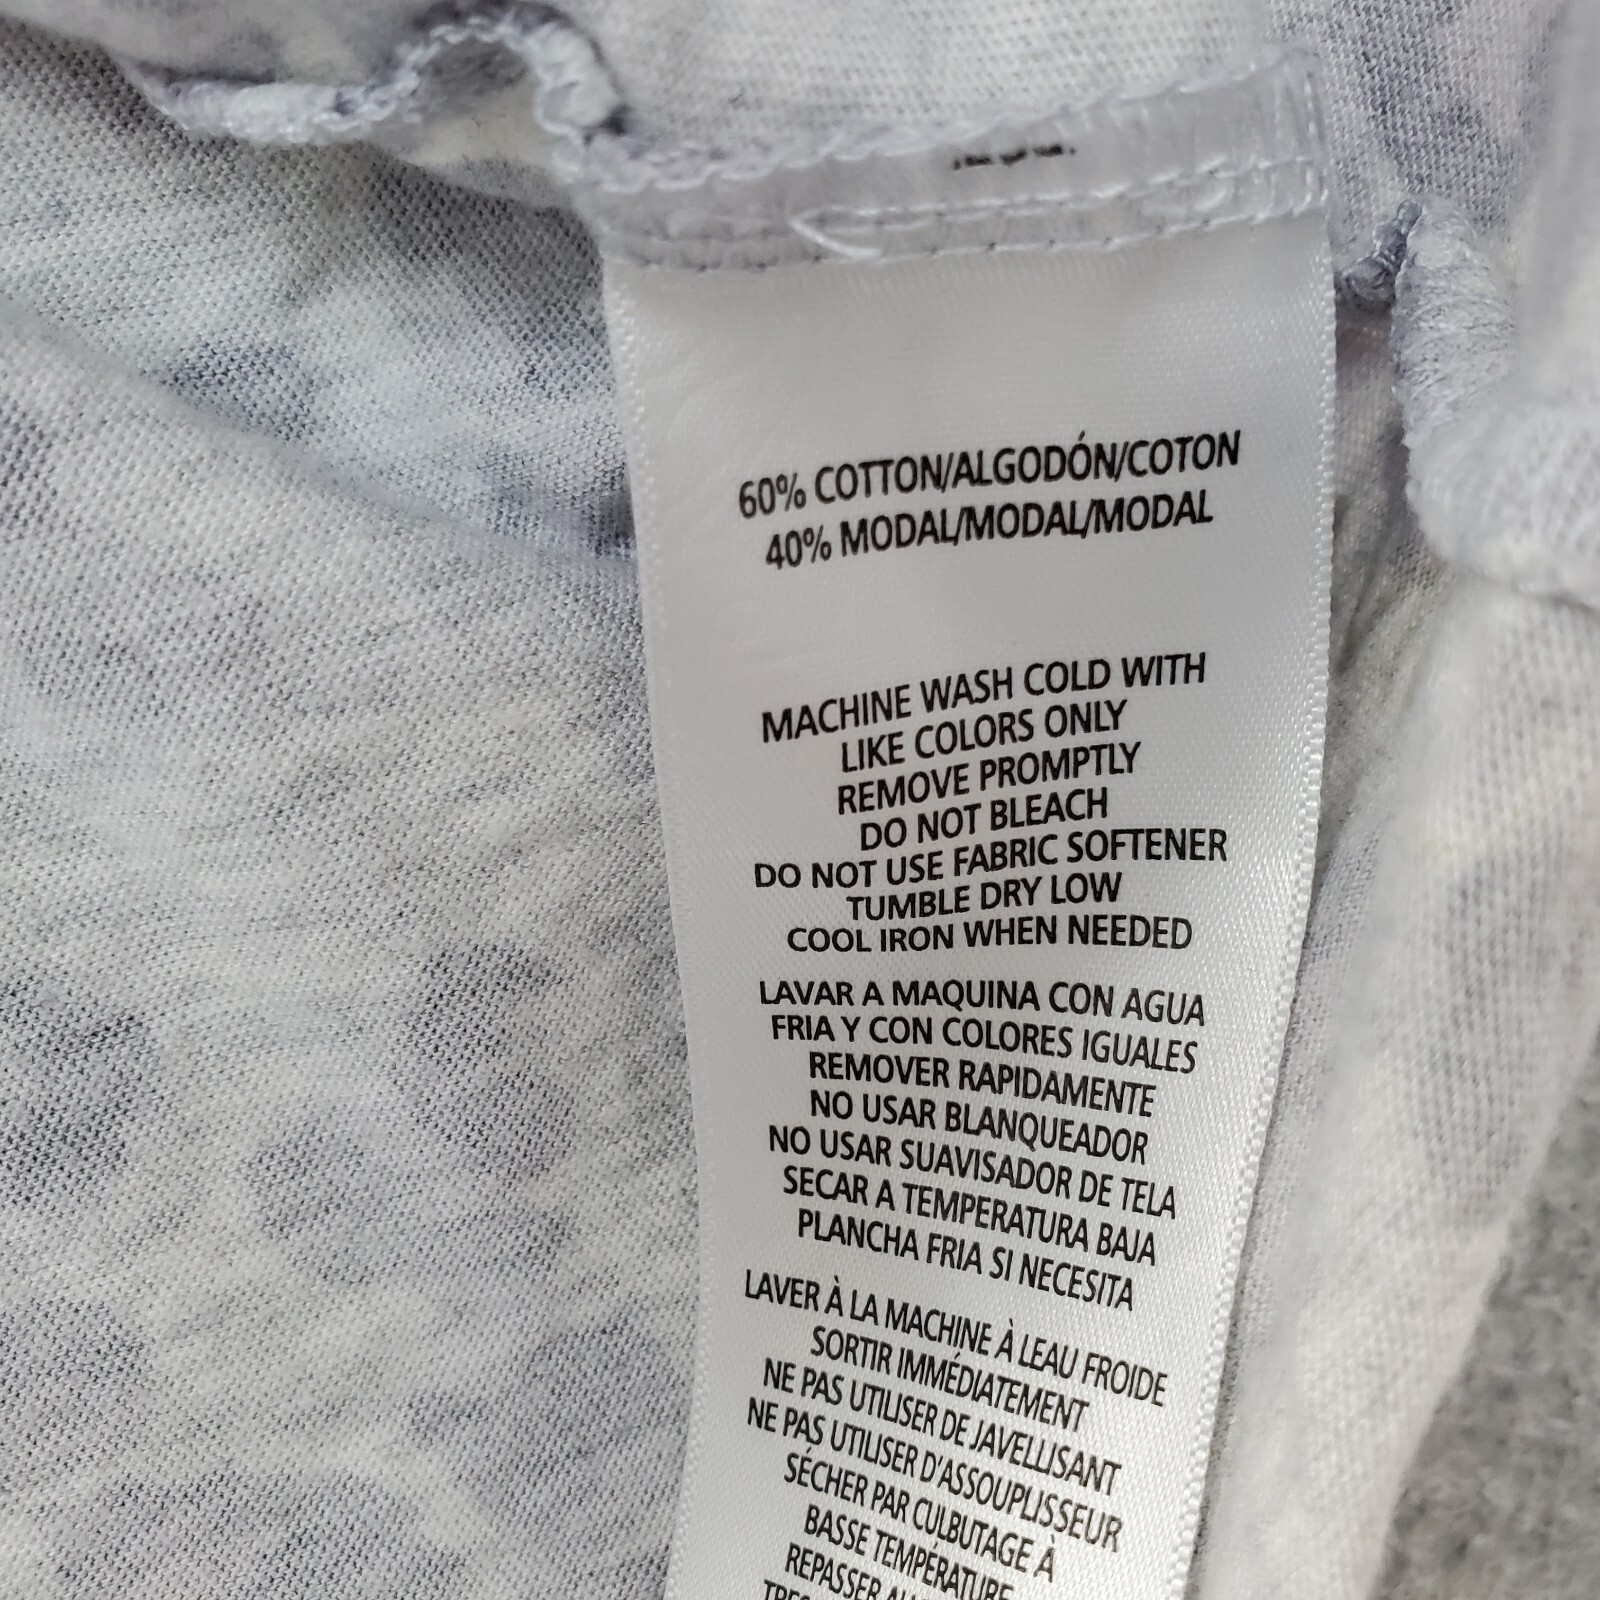 60% COTTON/ALGODÓN/COTON
40% MODAL/MODAL/MODAL
MACHINE WASH COLD WITH
LIKE COLORS ONLY
REMOVE PROMPTLY
DO NOT BLEACH
DO NOT USE FABRIC SOFTENER
TUMBLE DRY LOW
COOL IRON WHEN NEEDED
LAVAR A MAQUINA CON AGUA
FRIA Y CON COLORES IGUALES
REMOVER RAPIDAMENTE
NO USAR BLANQUEADOR
NO USAR SUAVISADOR DE TELA
SECAR A TEMPERATURA BAJA
PLANCHA FRIA SI NECESITA
LAVER À LA MACHINE À LEAU FROIDE
SORTIR IMMÉDIATEMENT
NE PAS UTILISER DE JAVELLISANT
NE PAS UTILISER D'ASSOUPLISSEUR
SÉCHER PAR CULBUTAGE À
BASSE TEMPÉRATURE
REPASSER